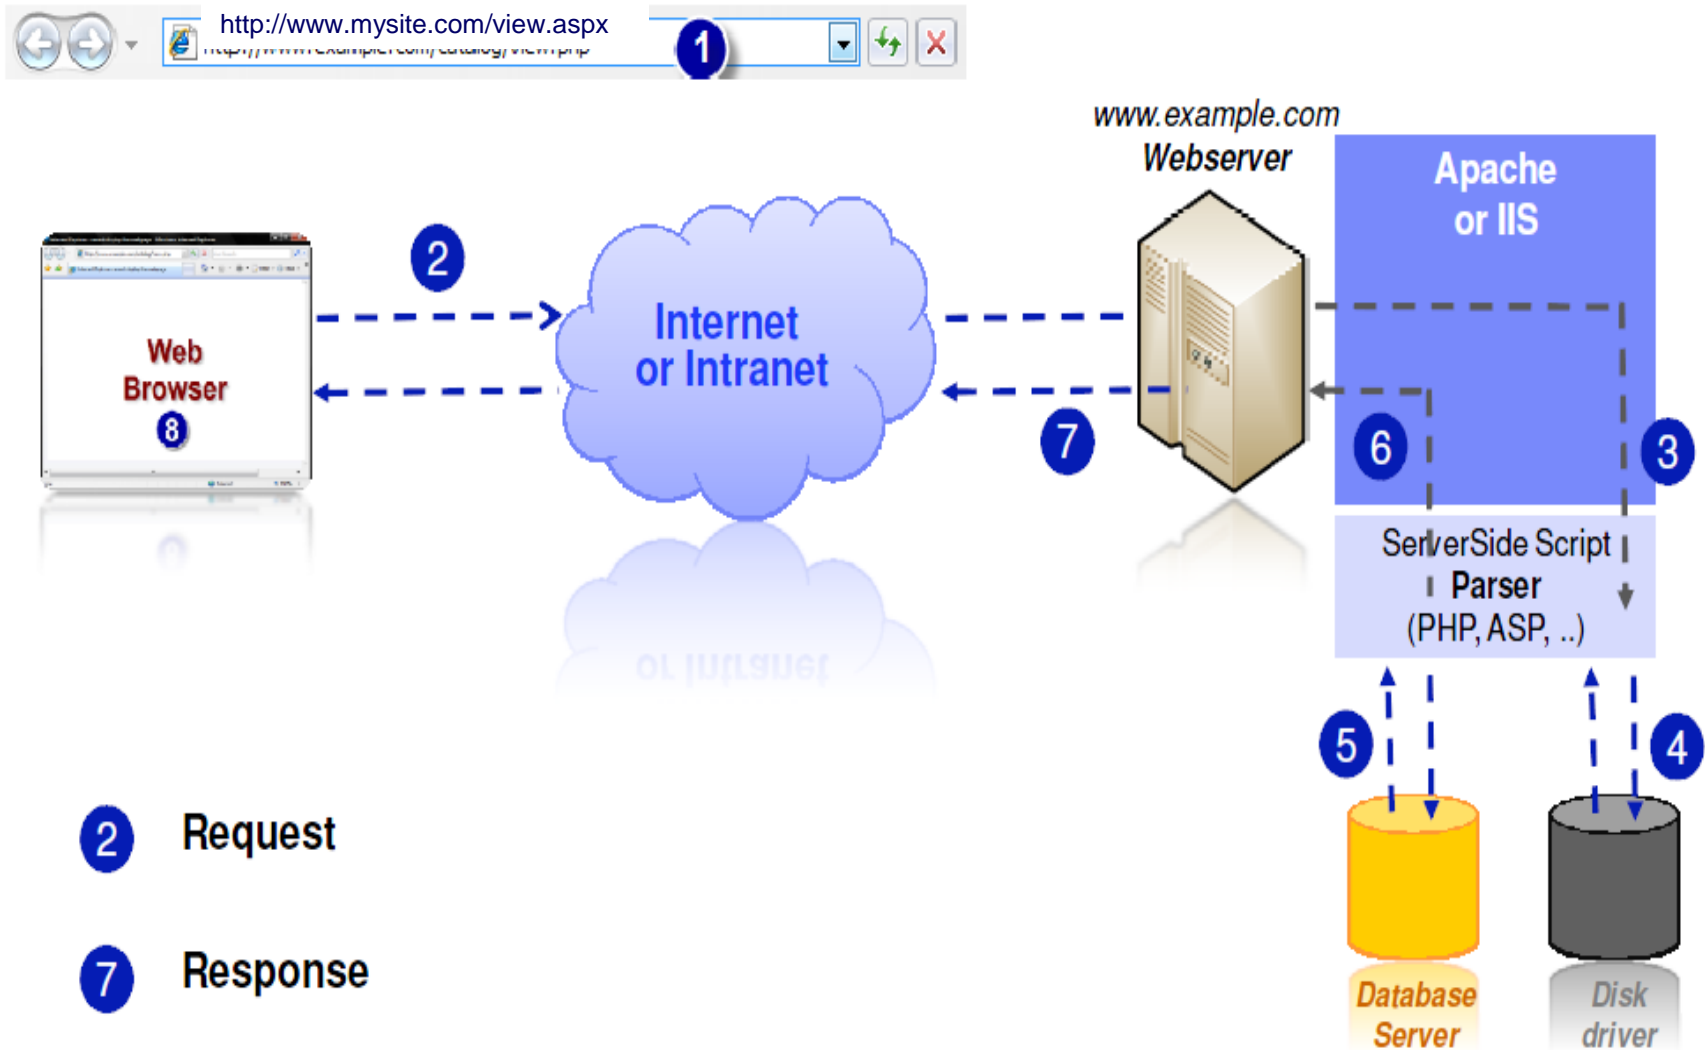 http://www.mysite.com/view.aspx
1
www.example.com
Webserver
Apache
or IIS
2
Internet
or Intranet
Web
Browser
8
7
6
3
ServerSide Script
Parser
(PHP, ASP, ..)
5
4
2 Request
7 Response
Database
Server
Disk
driver